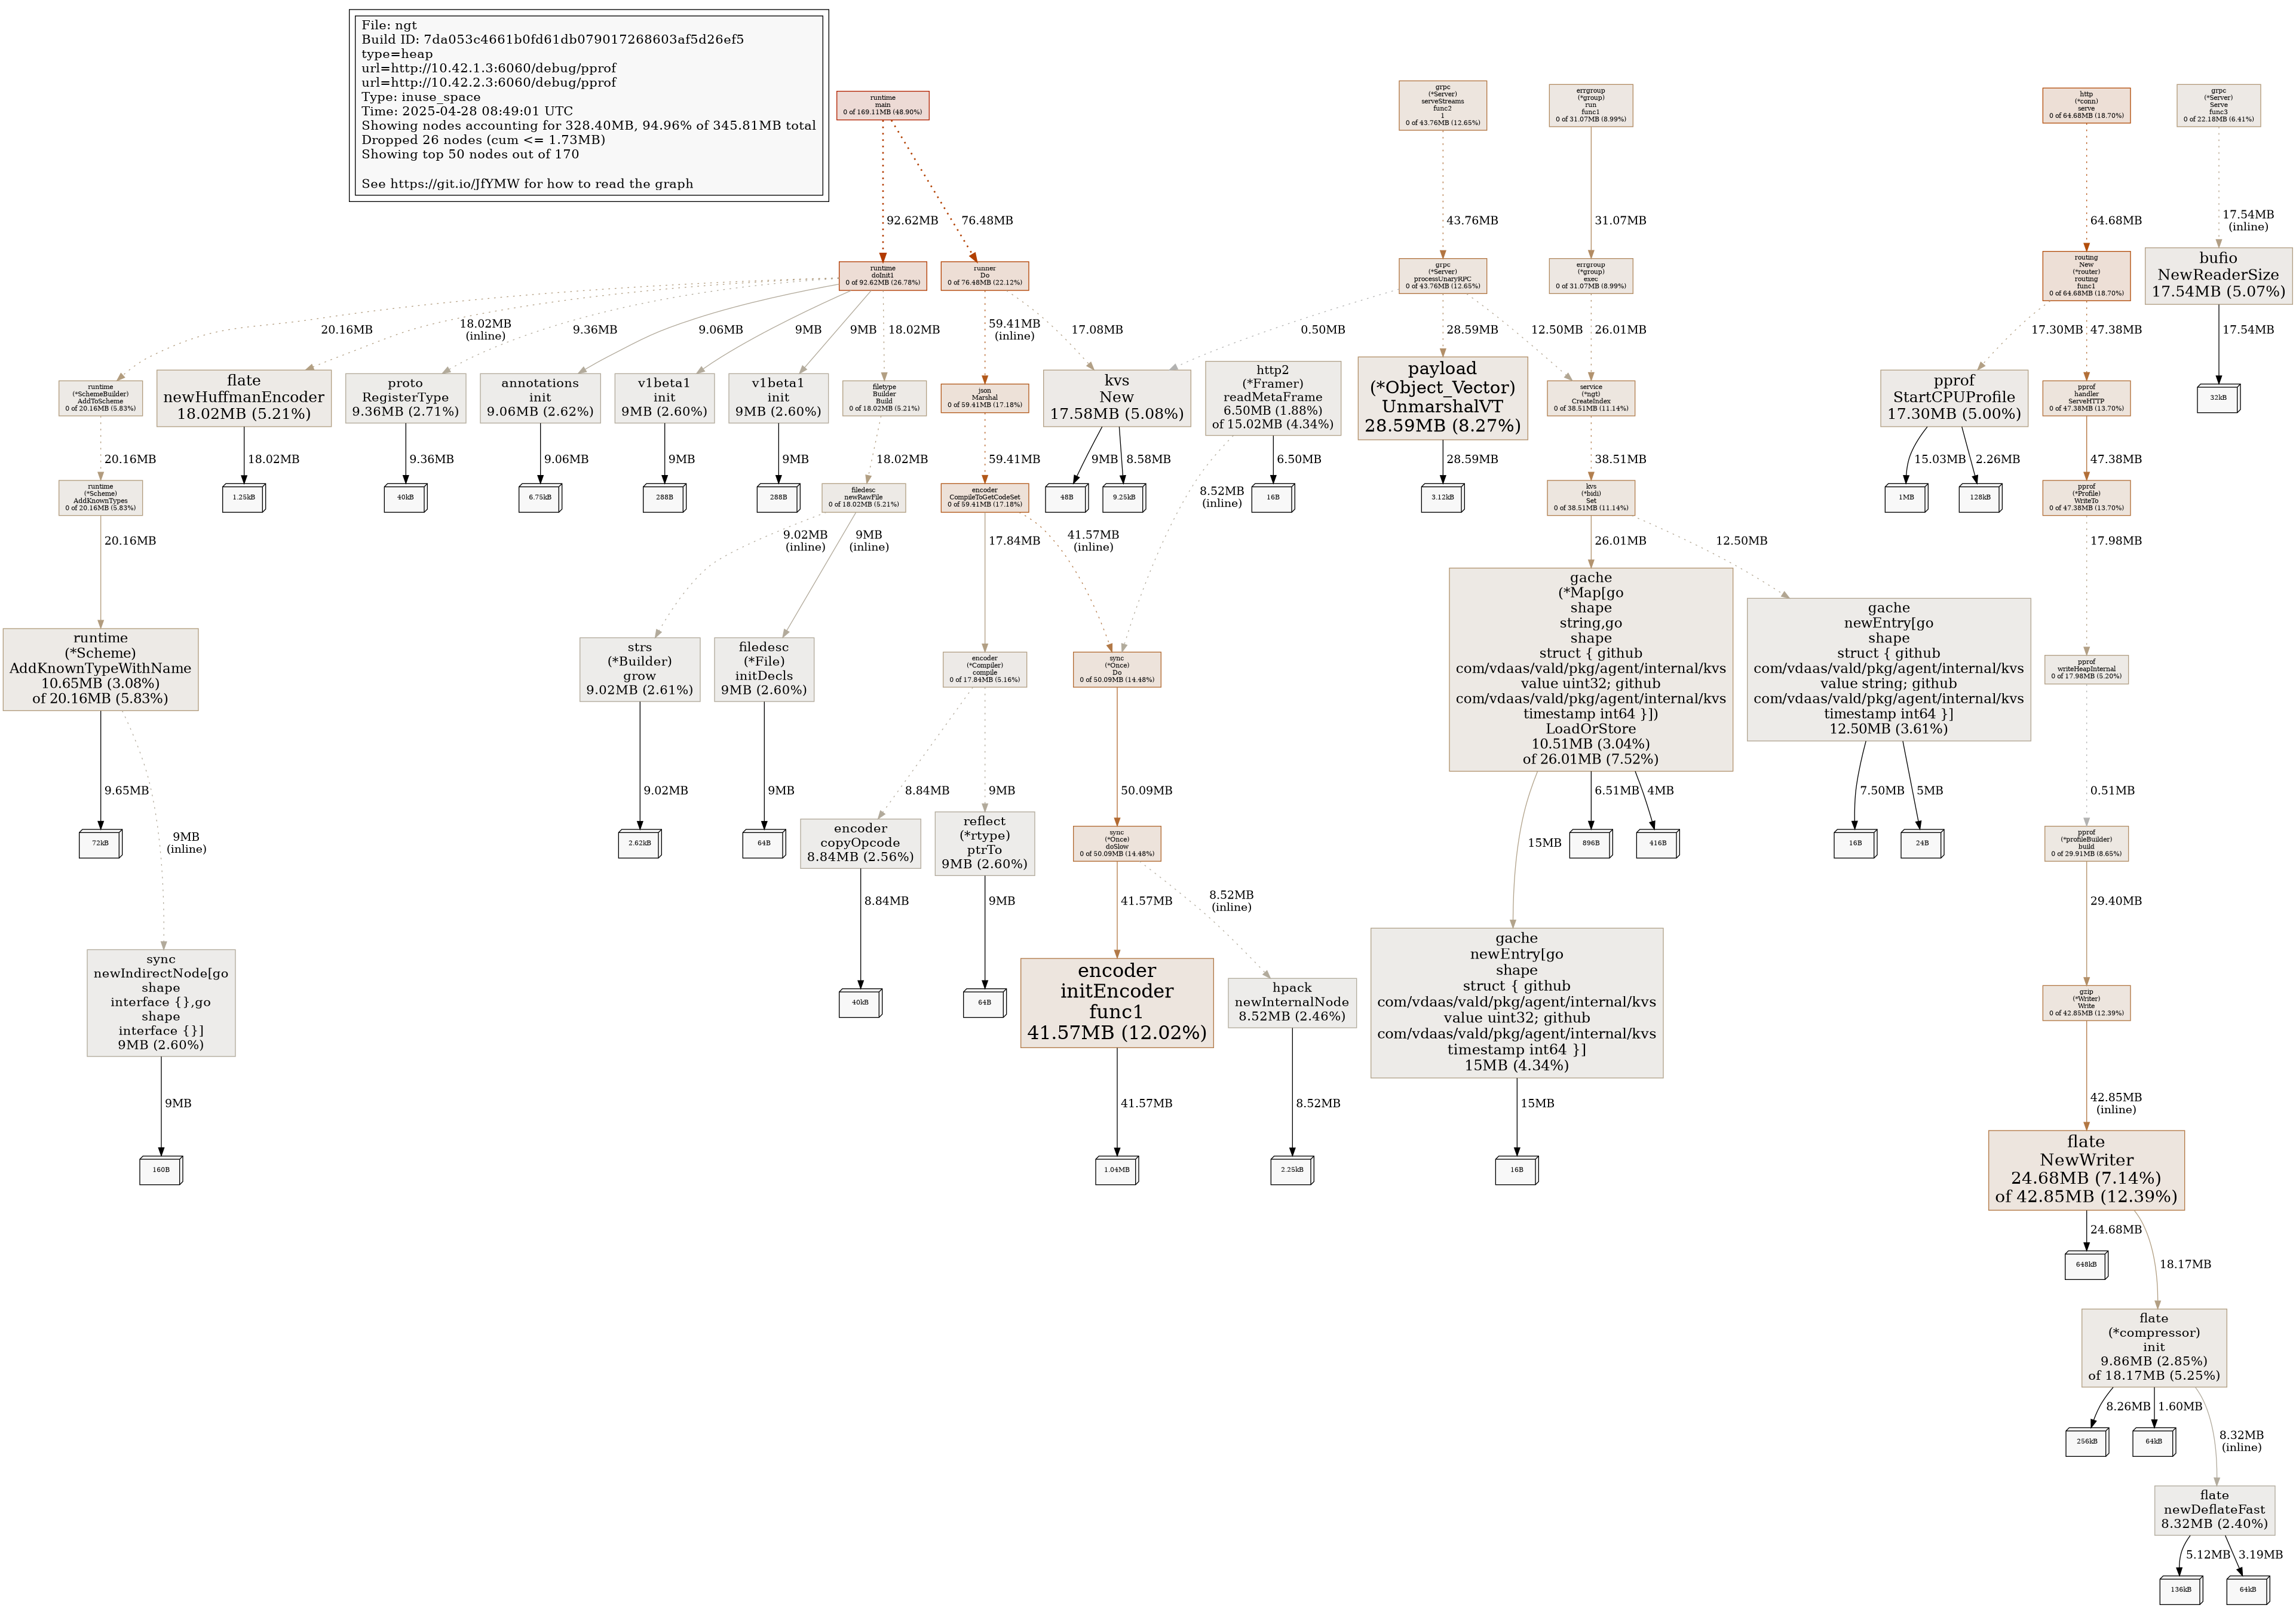 File: ngt
Build ID: 7da053c4661b0fd61db079017268603af5d26ef5
type=heap
url=http://10.42.1.3:6060/debug/pprof
url=http://10.42.2.3:6060/debug/pprof
Type: inuse_space
Time: 2025-04-28 08:49:01 UTC
Showing nodes accounting for 328.40MB, 94.96% of 345.81MB total
Dropped 26 nodes (cum <= 1.73MB)
Showing top 50 nodes out of 170
See https://git.io/JfYMW for how to read the graph
runtime
main
0 of 169.11MB (48.90%)
grpc
(*Server)
serveStreams
func2
1
0 of 43.76MB (12.65%)
errgroup
(*group)
run
func1
0 of 31.07MB (8.99%)
http
(*conn)
serve
0 of 64.68MB (18.70%)
grpc
(*Server)
Serve
func3
0 of 22.18MB (6.41%)
92.62MB
76.48MB
43.76MB
31.07MB
64.68MB
17.54MB
(inline)
runtime
doInit1
0 of 92.62MB (26.78%)
runner
Do
0 of 76.48MB (22.12%)
grpc
(*Server)
processUnaryRPC
0 of 43.76MB (12.65%)
errgroup
(*group)
exec
0 of 31.07MB (8.99%)
routing
New
(*router)
routing
func1
0 of 64.68MB (18.70%)
bufio
NewReaderSize
17.54MB (5.07%)
20.16MB
18.02MB
(inline)
9.36MB
9.06MB
9MB
9MB
18.02MB
59.41MB
(inline)
17.08MB
0.50MB
28.59MB
12.50MB
26.01MB
17.30MB
47.38MB
17.54MB
runtime
(*SchemeBuilder)
AddToScheme
0 of 20.16MB (5.83%)
flate
newHuffmanEncoder
18.02MB (5.21%)
proto
RegisterType
9.36MB (2.71%)
annotations
init
9.06MB (2.62%)
v1beta1
init
9MB (2.60%)
v1beta1
init
9MB (2.60%)
filetype
Builder
Build
0 of 18.02MB (5.21%)
json
Marshal
0 of 59.41MB (17.18%)
kvs
New
17.58MB (5.08%)
http2
(*Framer)
readMetaFrame
6.50MB (1.88%)
of 15.02MB (4.34%)
payload
(*Object_Vector)
UnmarshalVT
28.59MB (8.27%)
service
(*ngt)
CreateIndex
0 of 38.51MB (11.14%)
pprof
StartCPUProfile
17.30MB (5.00%)
pprof
handler
ServeHTTP
0 of 47.38MB (13.70%)
32kB
20.16MB
18.02MB
9.36MB
9.06MB
9MB
9MB
18.02MB
59.41MB
9MB
8.58MB
8.52MB
(inline)
6.50MB
28.59MB
38.51MB
15.03MB
2.26MB
47.38MB
runtime
(*Scheme)
AddKnownTypes
0 of 20.16MB (5.83%)
1.25kB
40kB
6.75kB
288B
288B
filedesc
newRawFile
0 of 18.02MB (5.21%)
encoder
CompileToGetCodeSet
0 of 59.41MB (17.18%)
48B
9.25kB
16B
3.12kB
kvs
(*bidi)
Set
0 of 38.51MB (11.14%)
1MB
128kB
pprof
(*Profile)
WriteTo
0 of 47.38MB (13.70%)
20.16MB
9.02MB
(inline)
9MB
(inline)
17.84MB
41.57MB
(inline)
26.01MB
12.50MB
17.98MB
runtime
(*Scheme)
AddKnownTypeWithName
10.65MB (3.08%)
of 20.16MB (5.83%)
strs
(*Builder)
grow
9.02MB (2.61%)
filedesc
(*File)
initDecls
9MB (2.60%)
encoder
(*Compiler)
compile
0 of 17.84MB (5.16%)
sync
(*Once)
Do
0 of 50.09MB (14.48%)
gache
(*Map[go
shape
string,go
shape
struct { github
com/vdaas/vald/pkg/agent/internal/kvs
value uint32; github
com/vdaas/vald/pkg/agent/internal/kvs
timestamp int64 }])
LoadOrStore
10.51MB (3.04%)
of 26.01MB (7.52%)
gache
newEntry[go
shape
struct { github
com/vdaas/vald/pkg/agent/internal/kvs
value string; github
com/vdaas/vald/pkg/agent/internal/kvs
timestamp int64 }]
12.50MB (3.61%)
pprof
writeHeapInternal
0 of 17.98MB (5.20%)
9.65MB
9MB
(inline)
9.02MB
9MB
8.84MB
9MB
50.09MB
15MB
6.51MB
4MB
7.50MB
5MB
0.51MB
72kB
2.62kB
64B
encoder
copyOpcode
8.84MB (2.56%)
reflect
(*rtype)
ptrTo
9MB (2.60%)
sync
(*Once)
doSlow
0 of 50.09MB (14.48%)
896B
416B
16B
24B
pprof
(*profileBuilder)
build
0 of 29.91MB (8.65%)
8.84MB
9MB
41.57MB
8.52MB
(inline)
29.40MB
sync
newIndirectNode[go
shape
interface {},go
shape
interface {}]
9MB (2.60%)
40kB
64B
encoder
initEncoder
func1
41.57MB (12.02%)
hpack
newInternalNode
8.52MB (2.46%)
gache
newEntry[go
shape
struct { github
com/vdaas/vald/pkg/agent/internal/kvs
value uint32; github
com/vdaas/vald/pkg/agent/internal/kvs
timestamp int64 }]
15MB (4.34%)
gzip
(*Writer)
Write
0 of 42.85MB (12.39%)
9MB
41.57MB
8.52MB
15MB
42.85MB
(inline)
160B
1.04MB
2.25kB
16B
flate
NewWriter
24.68MB (7.14%)
of 42.85MB (12.39%)
24.68MB
18.17MB
648kB
flate
(*compressor)
init
9.86MB (2.85%)
of 18.17MB (5.25%)
8.26MB
1.60MB
8.32MB
(inline)
256kB
64kB
flate
newDeflateFast
8.32MB (2.40%)
5.12MB
3.19MB
136kB
64kB